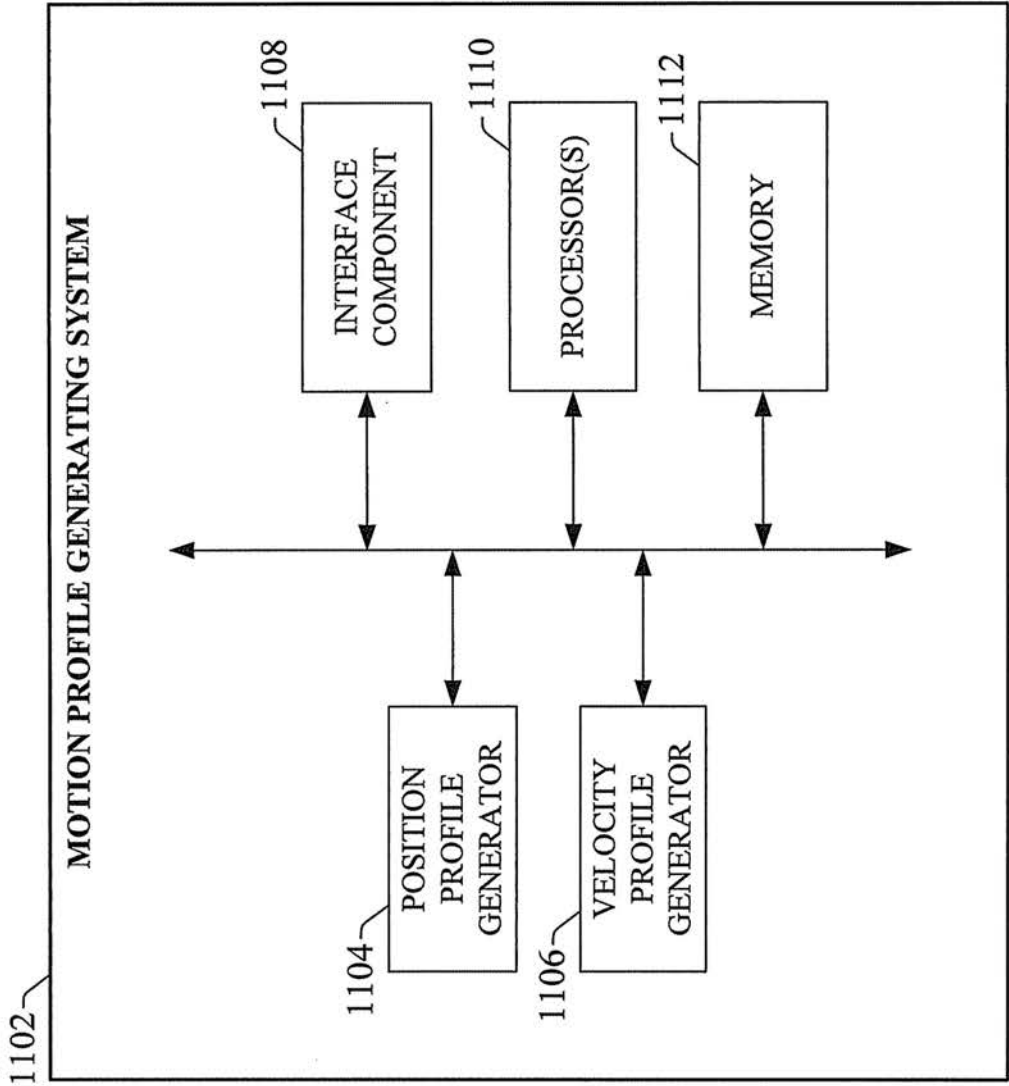 1102
MOTION PROFILE GENERATING SYSTEM
1104
POSITION
PROFILE
GENERATOR
1106
VELOCITY
PROFILE
GENERATOR
1108
INTERFACE
COMPONENT
1110
PROCESSOR(S)
1112
MEMORY